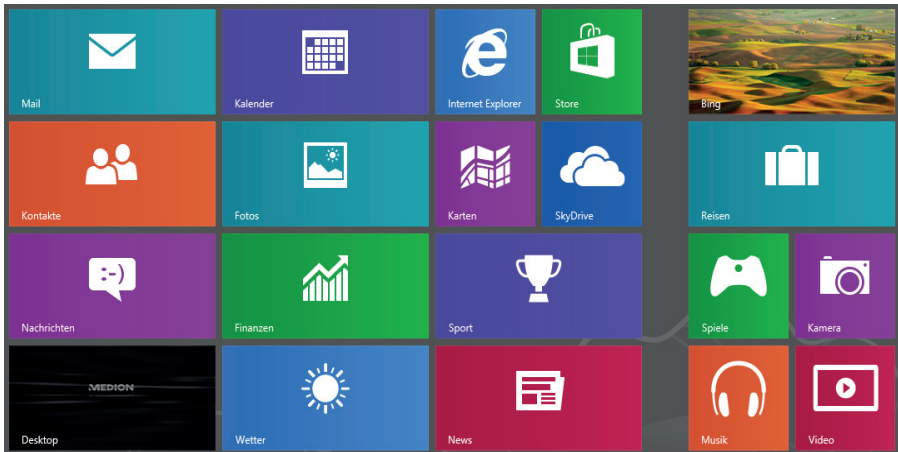 Mail
Kalender
Internet Explorer
Store
Bing
Kontakte
Fotos
Karten
SkyDrive
Reisen
:-)
Nachrichten
Finanzen
Sport
Spiele
Kamera
MEDION
Desktop
Wetter
News
Musik
Video